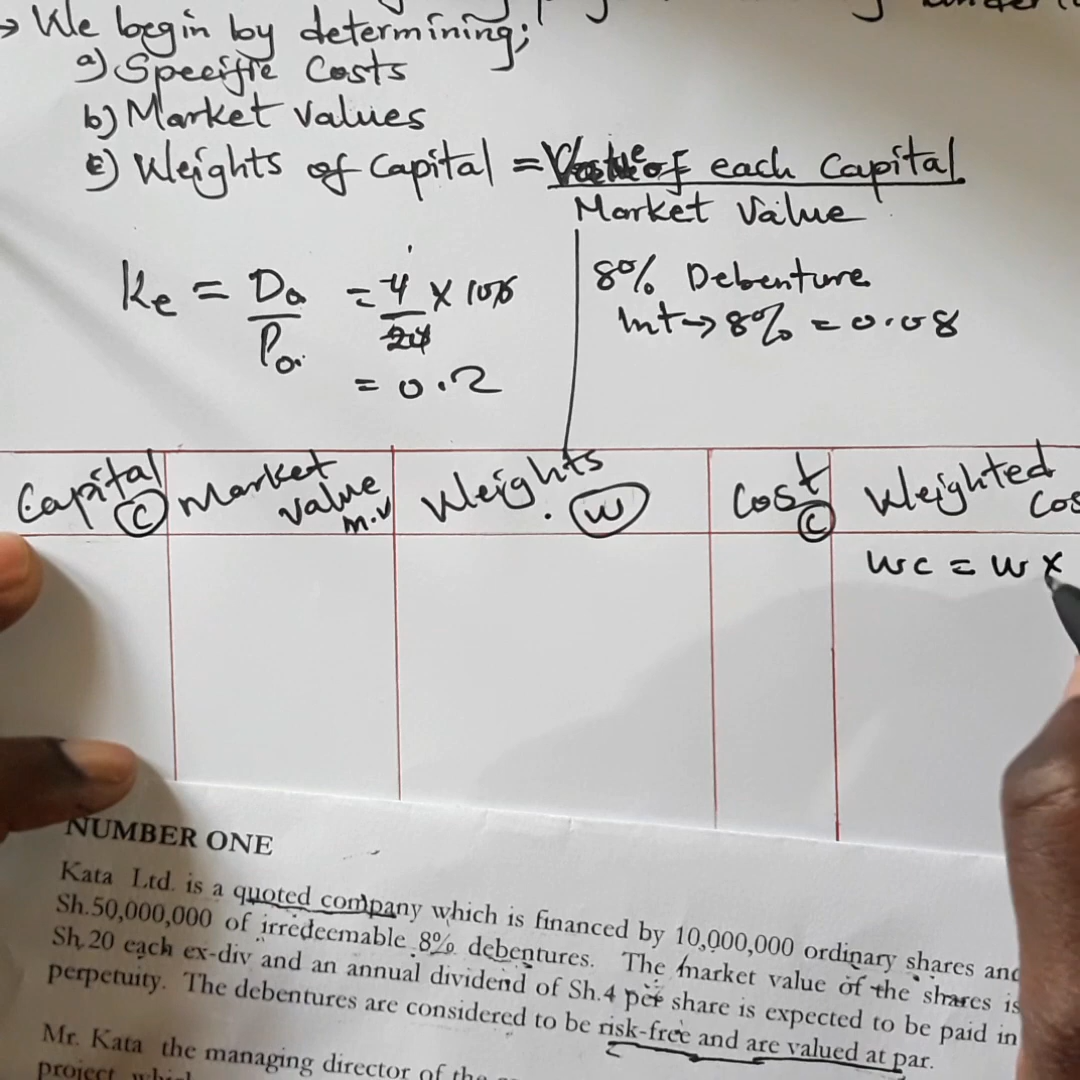 → We begin by determining;
a) Specific Costs
b) Market Values
c) Weights of Capital = Value of each Capital
Market Value
Ke = Do = 4 × 100
Po. 20
= 0.2
8% Debenture
Int → 8% = 0.08
Capital (C) Market Value M.V Weights (W) Cost (C) Weighted Cos
WC = W ×
NUMBER ONE
Kata Ltd. is a quoted company which is financed by 10,000,000 ordinary shares and
Sh.50,000,000 of irredeemable 8% debentures. The market value of the shares is
Sh.20 each ex-div and an annual dividend of Sh.4 per share is expected to be paid in
perpetuity. The debentures are considered to be risk-free and are valued at par.
Mr. Kata the managing director of the
project